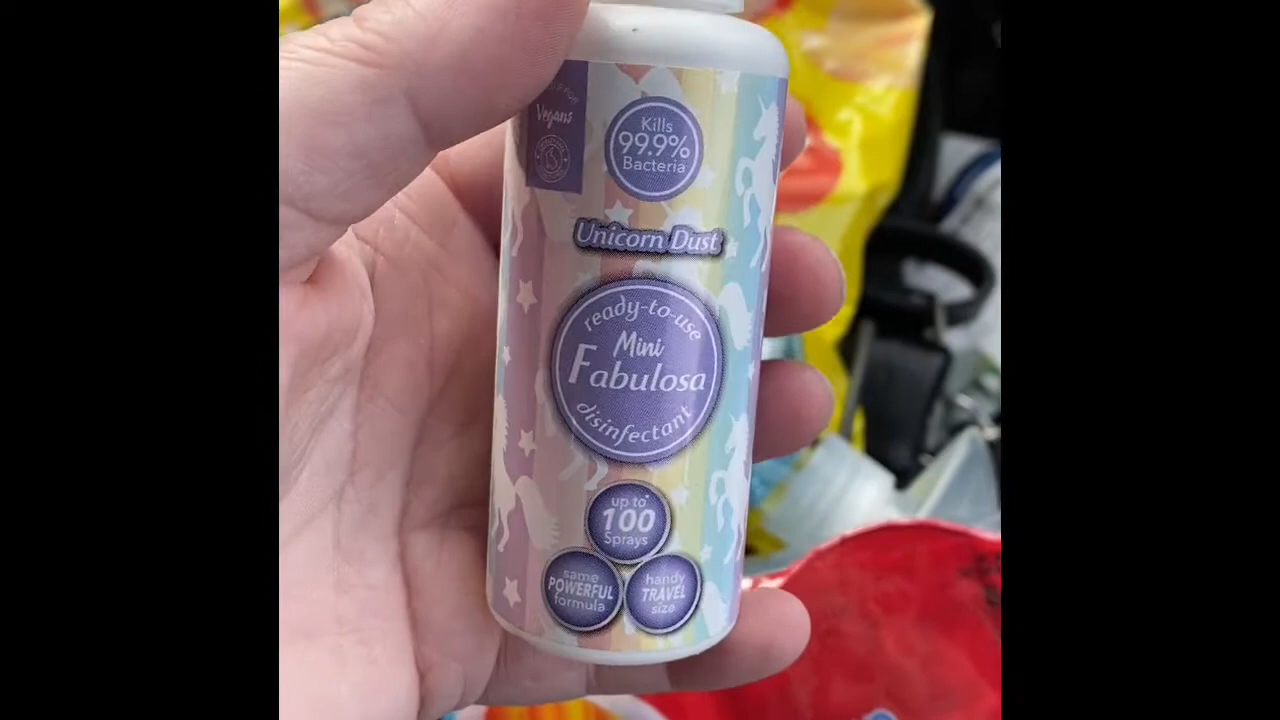 Vegans
Kills
99.9%
Bacteria
Unicorn Dust
ready-to-use
Mini
Fabulosa
disinfectant
up to*
100
Sprays
same
POWERFUL
formula
handy
TRAVEL
size